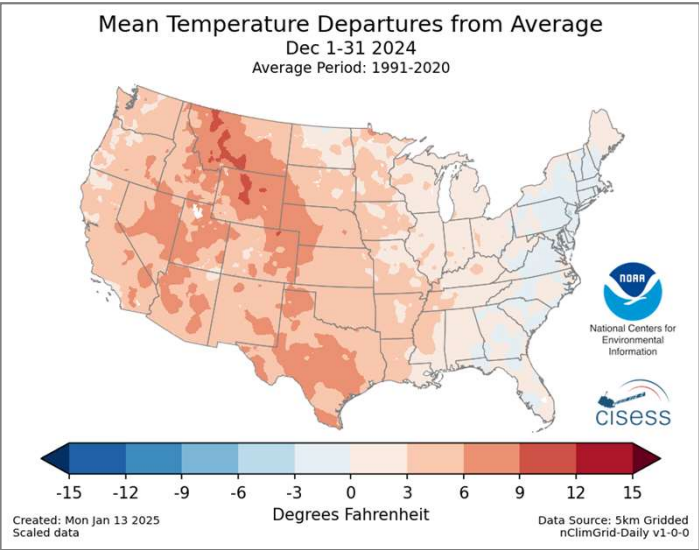 Mean Temperature Departures from Average
Dec 1-31 2024
Average Period: 1991-2020
NOAA
National Centers for
Environmental
Information
cisess
-15 -12 -9 -6 -3 0 3 6 9 12 15
Degrees Fahrenheit
Created: Mon Jan 13 2025
Scaled data
Data Source: 5km Gridded
nClimGrid-Daily v1-0-0